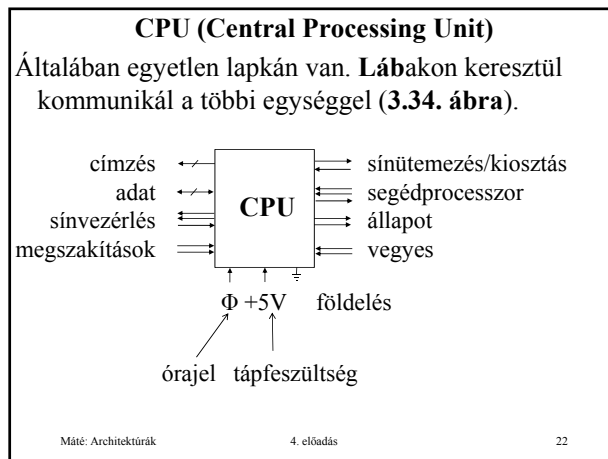 CPU (Central Processing Unit)
Általában egyetlen lapkán van. Lábakon keresztül
kommunikál a többi egységgel (3.34. ábra).
címzés
adat
sínvezérlés
megszakítások
CPU
sínütemezés/kiosztás
segédprocesszor
állapot
vegyes
Φ +5V földelés
órajel tápfeszültség
Máté: Architektúrák 4. előadás 22